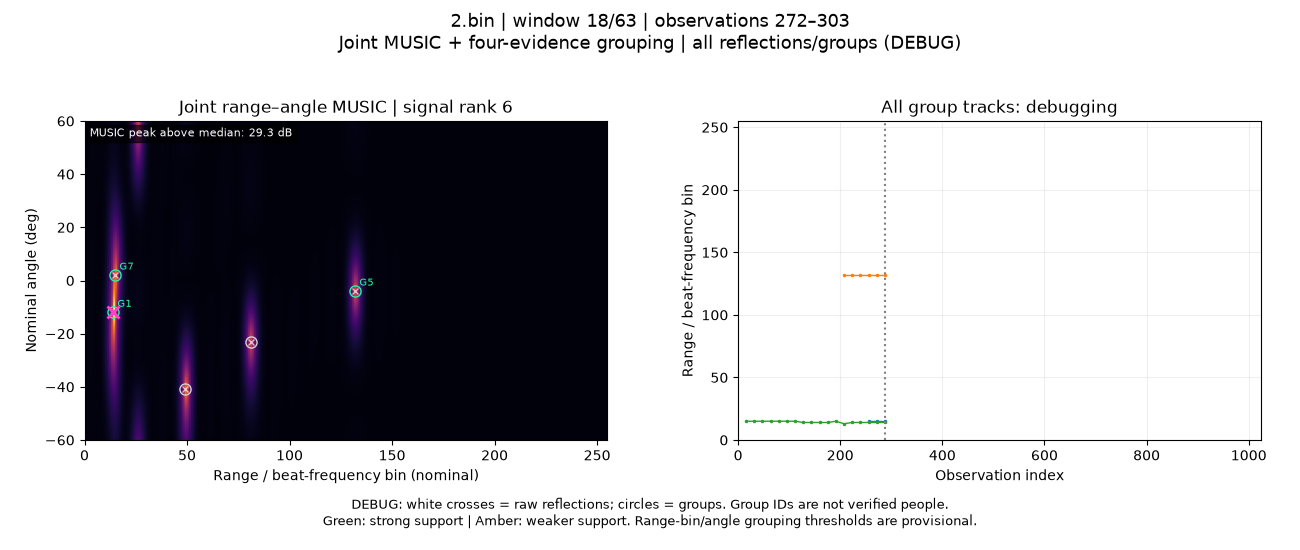 2.bin | window 18/63 | observations 272–303
Joint MUSIC + four-evidence grouping | all reflections/groups (DEBUG)
Joint range–angle MUSIC | signal rank 6
MUSIC peak above median: 29.3 dB
60
40
20
0
−20
−40
−60
Nominal angle (deg)
G7
G1
G5
0
50
100
150
200
250
Range / beat-frequency bin (nominal)
All group tracks: debugging
250
200
150
100
50
0
Range / beat-frequency bin
0
200
400
600
800
1000
Observation index
DEBUG: white crosses = raw reflections; circles = groups. Group IDs are not verified people.
Green: strong support | Amber: weaker support. Range-bin/angle grouping thresholds are provisional.